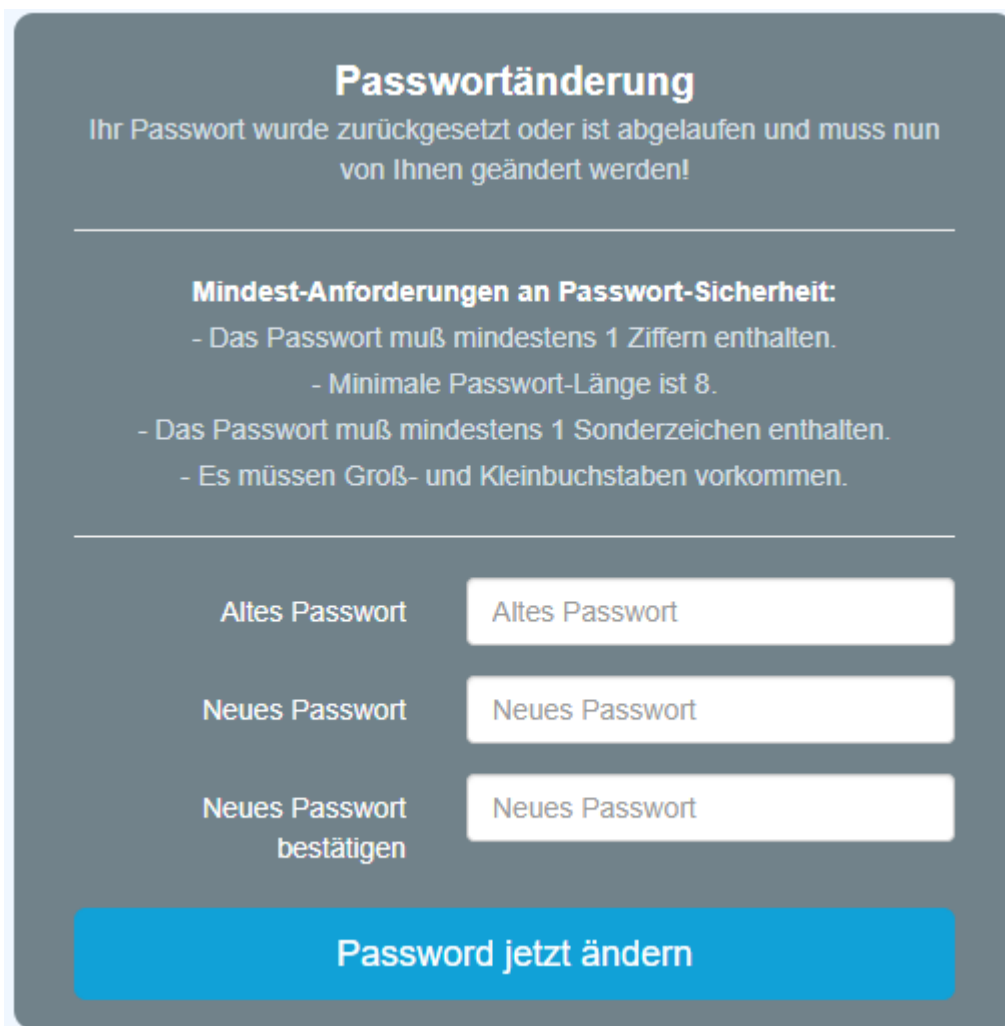 Passwortänderung
Ihr Passwort wurde zurückgesetzt oder ist abgelaufen und muss nun
von Ihnen geändert werden!
Mindest-Anforderungen an Passwort-Sicherheit:
- Das Passwort muß mindestens 1 Ziffern enthalten.
- Minimale Passwort-Länge ist 8.
- Das Passwort muß mindestens 1 Sonderzeichen enthalten.
- Es müssen Groß- und Kleinbuchstaben vorkommen.
Altes Passwort Altes Passwort
Neues Passwort Neues Passwort
Neues Passwort Neues Passwort
bestätigen
Password jetzt ändern